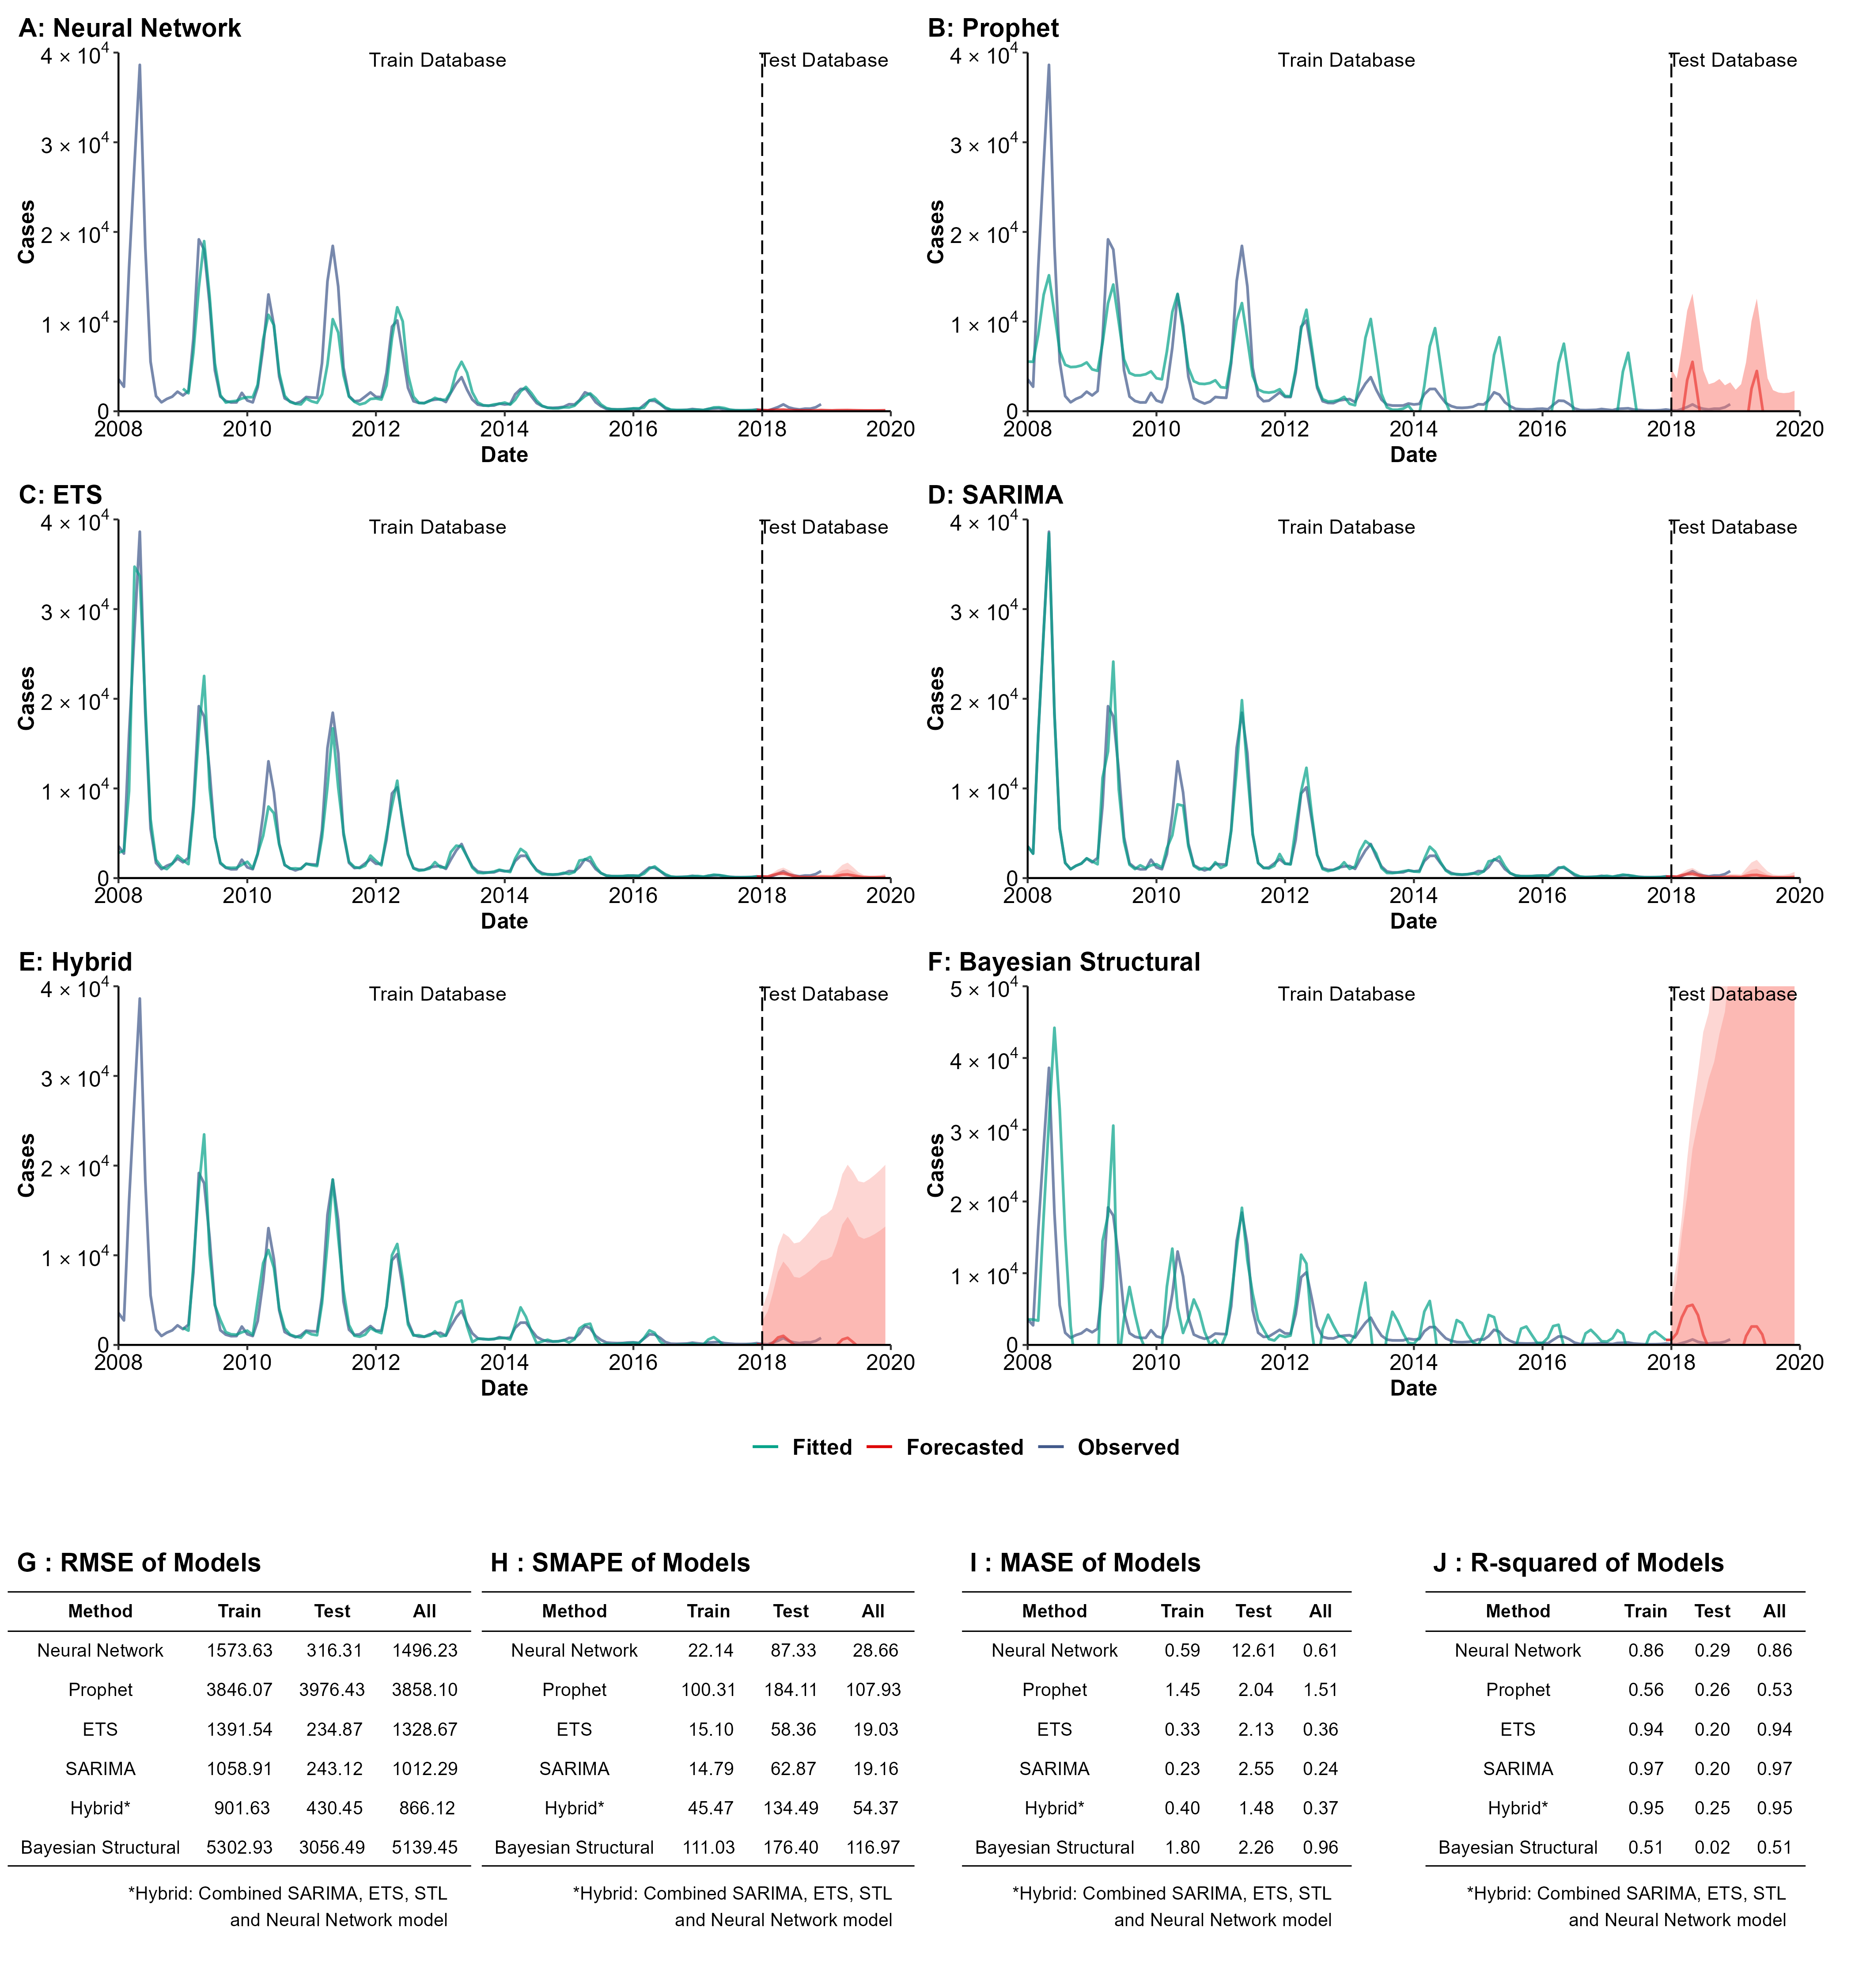 A: Neural Network
Train Database
Test Database
Cases
4 × 10^4
3 × 10^4
2 × 10^4
1 × 10^4
0
2008 2010 2012 2014 2016 2018 2020
Date
B: Prophet
Train Database
Test Database
Cases
4 × 10^4
3 × 10^4
2 × 10^4
1 × 10^4
0
2008 2010 2012 2014 2016 2018 2020
Date
C: ETS
Train Database
Test Database
Cases
4 × 10^4
3 × 10^4
2 × 10^4
1 × 10^4
0
2008 2010 2012 2014 2016 2018 2020
Date
D: SARIMA
Train Database
Test Database
Cases
4 × 10^4
3 × 10^4
2 × 10^4
1 × 10^4
0
2008 2010 2012 2014 2016 2018 2020
Date
E: Hybrid
Train Database
Test Database
Cases
4 × 10^4
3 × 10^4
2 × 10^4
1 × 10^4
0
2008 2010 2012 2014 2016 2018 2020
Date
F: Bayesian Structural
Train Database
Test Database
Cases
5 × 10^4
4 × 10^4
3 × 10^4
2 × 10^4
1 × 10^4
0
2008 2010 2012 2014 2016 2018 2020
Date
Fitted Forecasted Observed
G : RMSE of Models
Method Train Test All
Neural Network 1573.63 316.31 1496.23
Prophet 3846.07 3976.43 3858.10
ETS 1391.54 234.87 1328.67
SARIMA 1058.91 243.12 1012.29
Hybrid* 901.63 430.45 866.12
Bayesian Structural 5302.93 3056.49 5139.45
*Hybrid: Combined SARIMA, ETS, STL
and Neural Network model
H : SMAPE of Models
Method Train Test All
Neural Network 22.14 87.33 28.66
Prophet 100.31 184.11 107.93
ETS 15.10 58.36 19.03
SARIMA 14.79 62.87 19.16
Hybrid* 45.47 134.49 54.37
Bayesian Structural 111.03 176.40 116.97
*Hybrid: Combined SARIMA, ETS, STL
and Neural Network model
I : MASE of Models
Method Train Test All
Neural Network 0.59 12.61 0.61
Prophet 1.45 2.04 1.51
ETS 0.33 2.13 0.36
SARIMA 0.23 2.55 0.24
Hybrid* 0.40 1.48 0.37
Bayesian Structural 1.80 2.26 0.96
*Hybrid: Combined SARIMA, ETS, STL
and Neural Network model
J : R-squared of Models
Method Train Test All
Neural Network 0.86 0.29 0.86
Prophet 0.56 0.26 0.53
ETS 0.94 0.20 0.94
SARIMA 0.97 0.20 0.97
Hybrid* 0.95 0.25 0.95
Bayesian Structural 0.51 0.02 0.51
*Hybrid: Combined SARIMA, ETS, STL
and Neural Network model